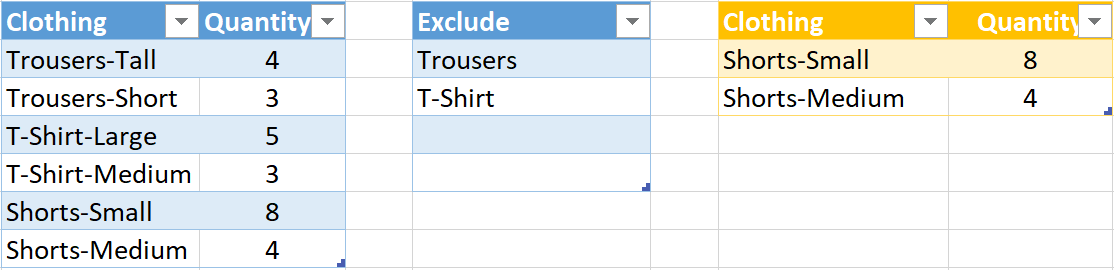 Clothing Quantity Exclude Clothing Quantity
Trousers-Tall 4 Trousers Shorts-Small 8
Trousers-Short 3 T-Shirt Shorts-Medium 4
T-Shirt-Large 5
T-Shirt-Medium 3
Shorts-Small 8
Shorts-Medium 4